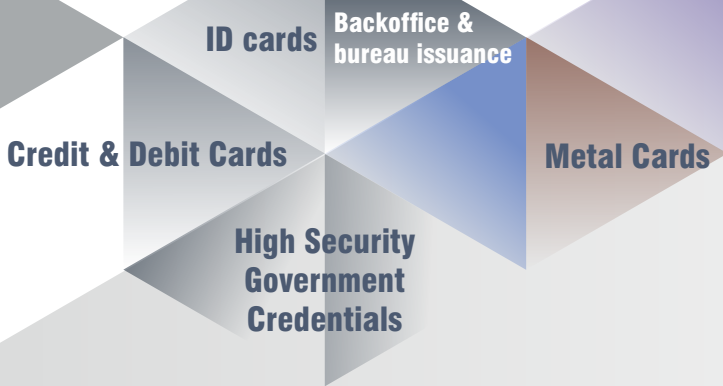 ID cards
Backoffice &
bureau issuance
Credit & Debit Cards
Metal Cards
High Security
Government
Credentials